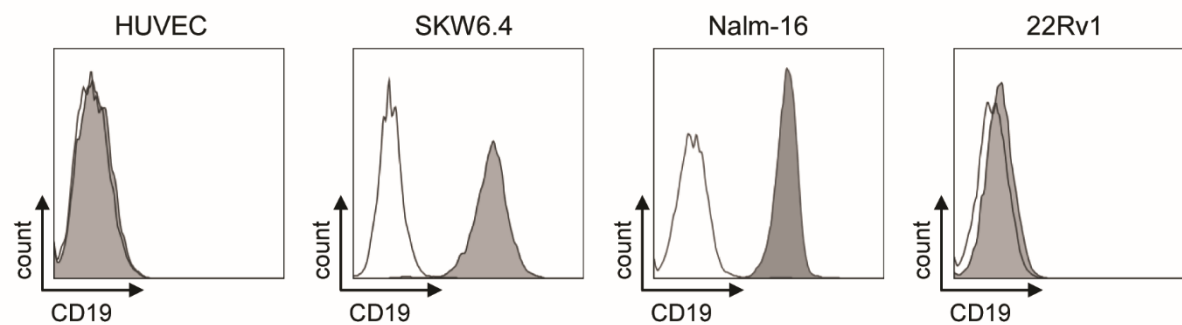 HUVEC
SKW6.4
Nalm-16
22Rv1
count
count
count
count
CD19
CD19
CD19
CD19